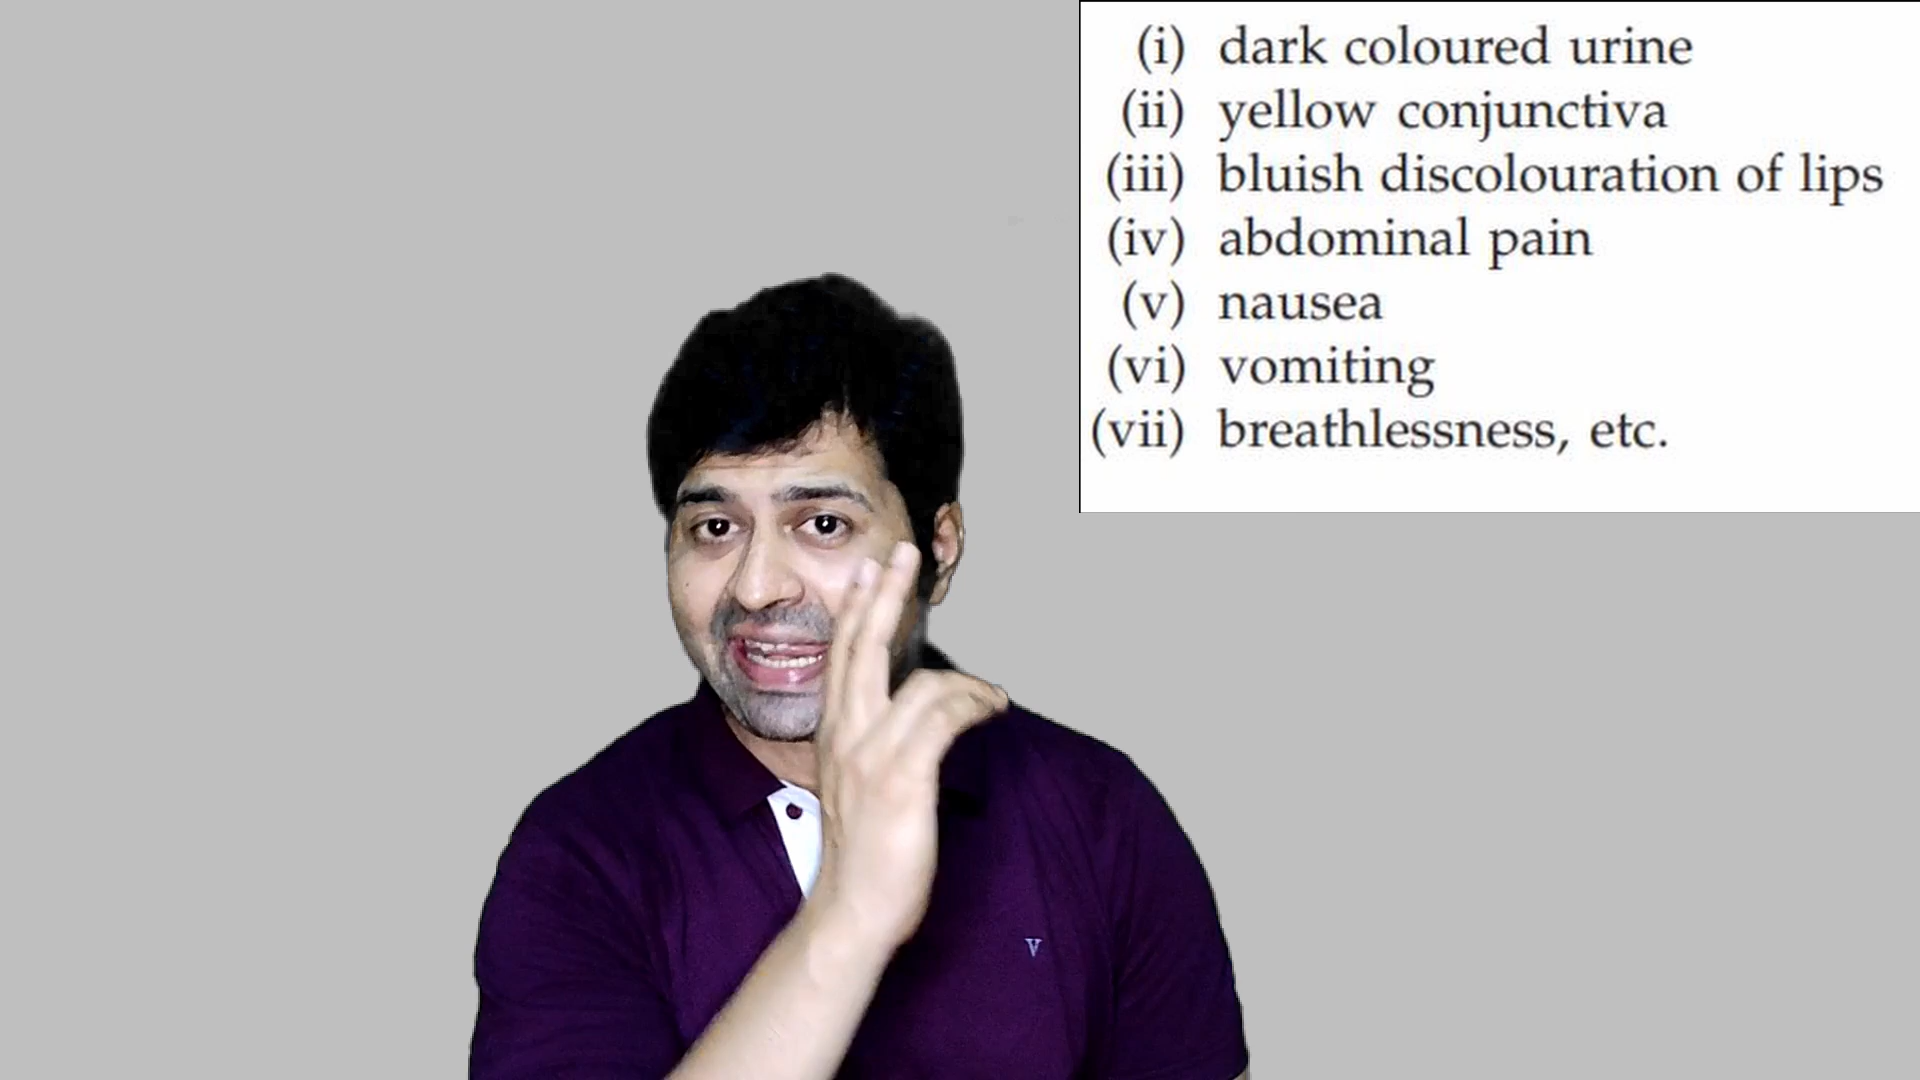 (i) dark coloured urine
(ii) yellow conjunctiva
(iii) bluish discolouration of lips
(iv) abdominal pain
(v) nausea
(vi) vomiting
(vii) breathlessness, etc.
V